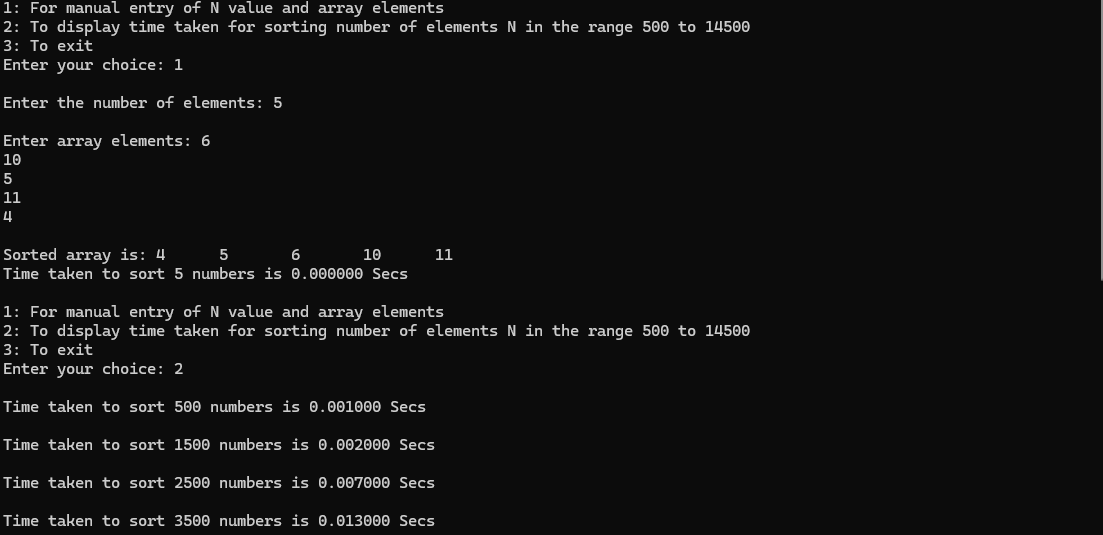 1: For manual entry of N value and array elements
2: To display time taken for sorting number of elements N in the range 500 to 14500
3: To exit
Enter your choice: 1
Enter the number of elements: 5
Enter array elements: 6
10
5
11
4
Sorted array is: 4 5 6 10 11
Time taken to sort 5 numbers is 0.000000 Secs
1: For manual entry of N value and array elements
2: To display time taken for sorting number of elements N in the range 500 to 14500
3: To exit
Enter your choice: 2
Time taken to sort 500 numbers is 0.001000 Secs
Time taken to sort 1500 numbers is 0.002000 Secs
Time taken to sort 2500 numbers is 0.007000 Secs
Time taken to sort 3500 numbers is 0.013000 Secs